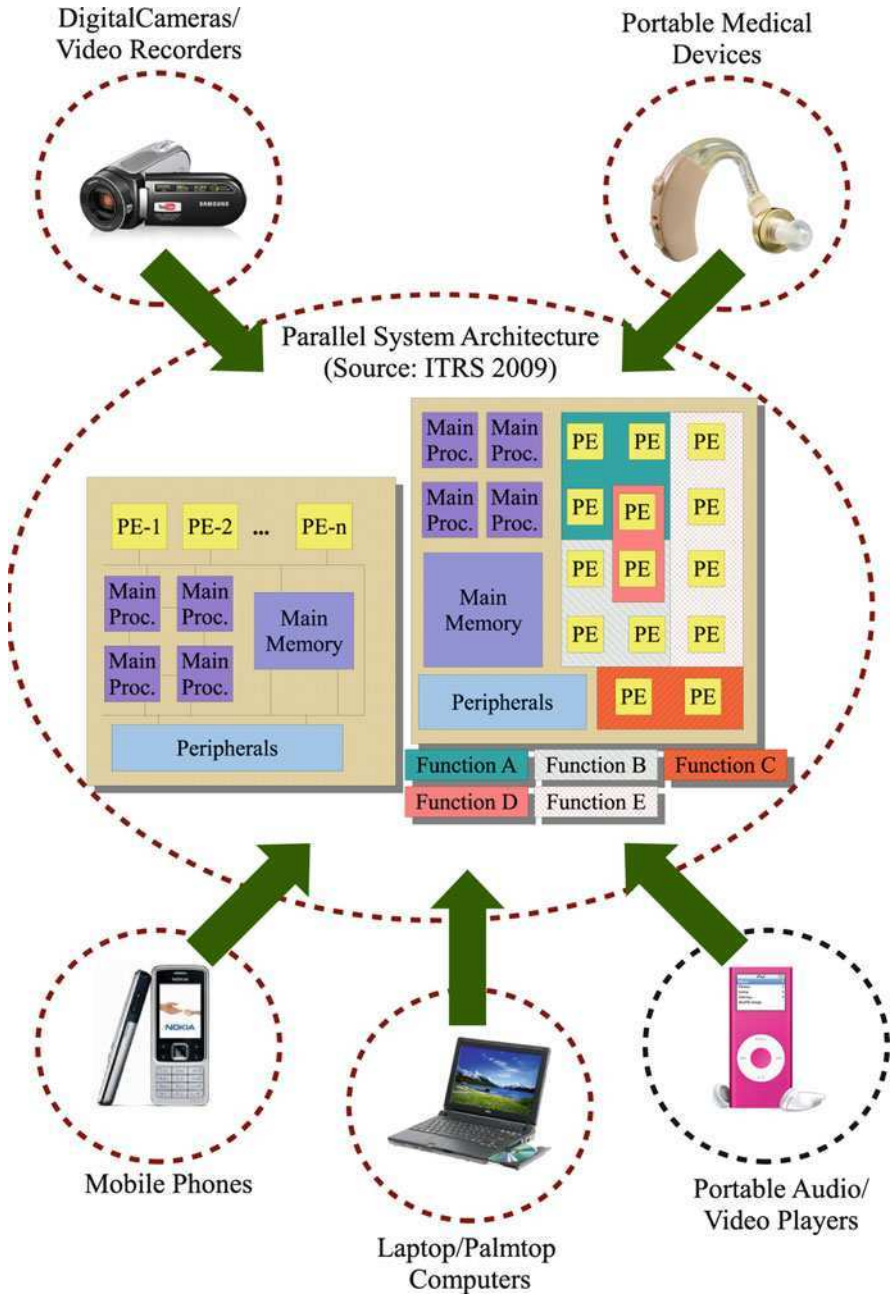 DigitalCameras/
Video Recorders
Portable Medical
Devices
SAMSUNG
Parallel System Architecture
(Source: ITRS 2009)
PE-1 PE-2 ... PE-n
Main
Proc.
Main
Proc.
Main
Proc.
Main
Proc.
Main
Memory
Peripherals
Main
Proc.
Main
Proc.
Main
Proc.
Main
Proc.
Main
Memory
Peripherals
PE PE PE
PE PE PE
PE PE PE
PE PE PE
PE PE
Function A Function B Function C
Function D Function E
NOKIA
Mobile Phones
Laptop/Palmtop
Computers
Portable Audio/
Video Players